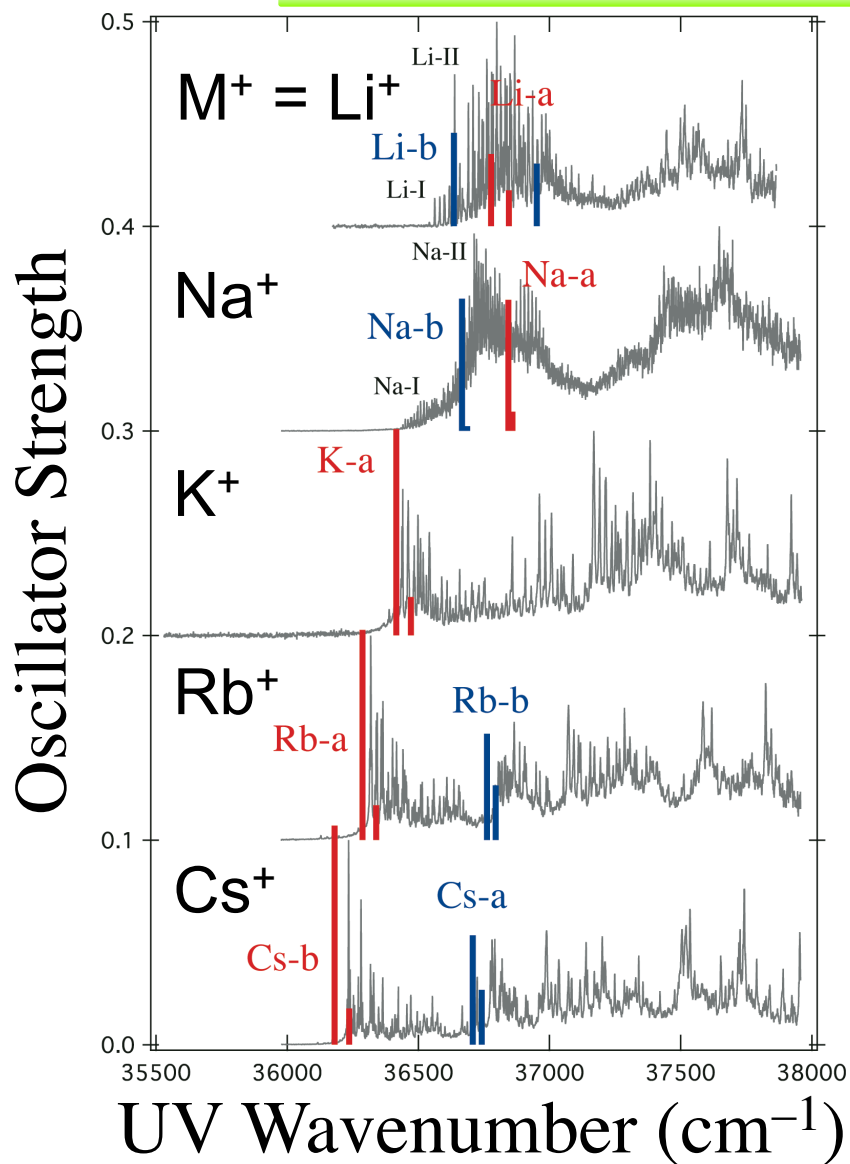 0.5
Li-II
M⁺ = Li⁺
Li-a
Li-b
Li-I
0.4
Na-II
Na⁺
Na-a
Na-b
Na-I
0.3
K-a
K⁺
0.2
Rb⁺
Rb-b
Rb-a
0.1
Cs⁺
Cs-a
Cs-b
0.0
35500 36000 36500 37000 37500 38000
UV Wavenumber (cm⁻¹)
Oscillator Strength